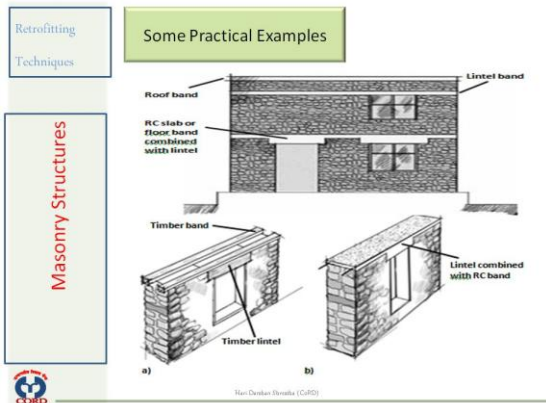 Retrofitting
Techniques
Some Practical Examples
Masonry Structures
Roof band
Lintel band
RC slab or
floor band
combined
with lintel
Timber band
Timber lintel
a)
Lintel combined
with RC band
b)
CORD
Hari Darshan Shrestha (CoRD)